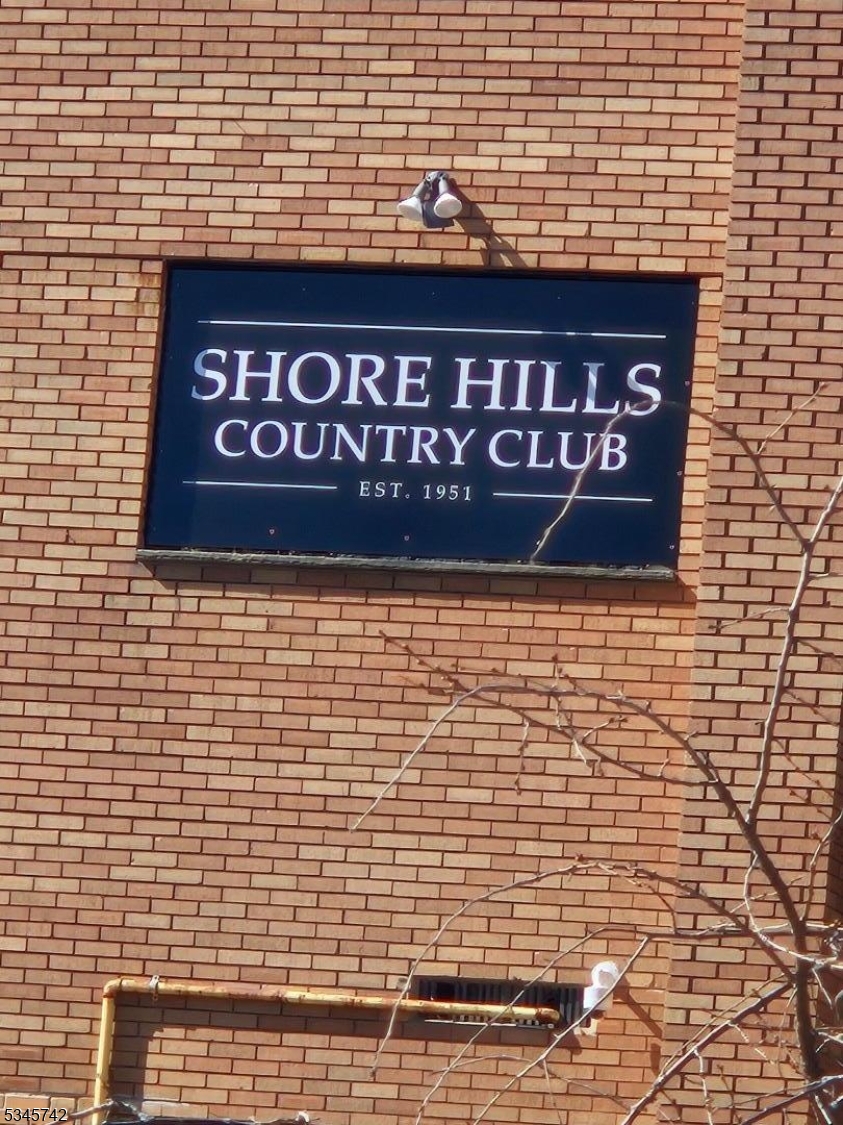 SHORE HILLS
COUNTRY CLUB
EST. 1951
5345742